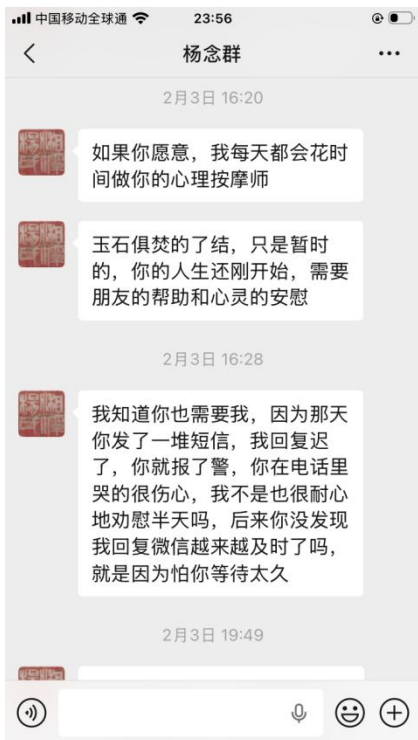 中国移动全球通
23:56
杨念群
2月3日 16:20
如果你愿意，我每天都会花时
间做你的心理按摩师
玉石俱焚的了结，只是暂时
的，你的人生还刚开始，需要
朋友的帮助和心灵的安慰
2月3日 16:28
我知道你也需要我，因为那天
你发了一堆短信，我回复迟
了，你就报了警，你在电话里
哭的很伤心，我不是也很耐心
地劝慰半天吗，后来你没发现
我回复微信越来越及时了吗，
就是因为怕你等待太久
2月3日 19:49